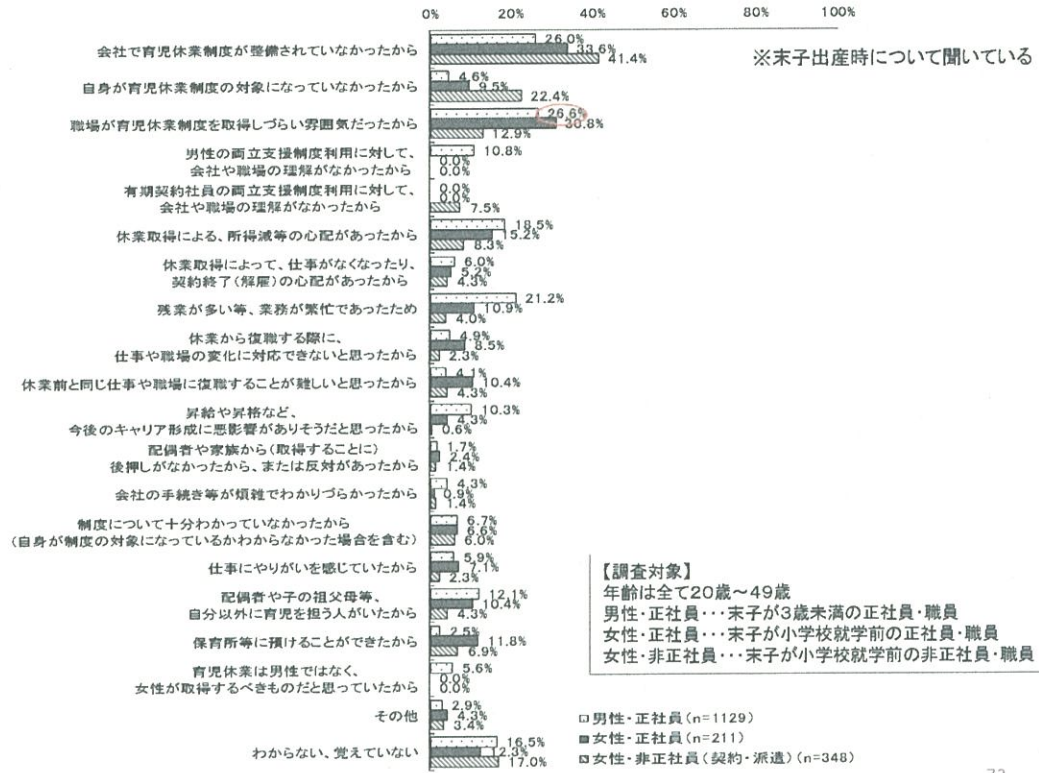 0% 20% 40% 60% 80% 100%
会社で育児休業制度が整備されていなかったから
26.0%
33.6%
41.4%
※末子出産時について聞いている
自身が育児休業制度の対象になっていなかったから
4.6%
9.5%
22.4%
職場が育児休業制度を取得しづらい雰囲気だったから
26.6%
30.8%
12.9%
男性の両立支援制度利用に対して、
会社や職場の理解がなかったから
10.8%
0.0%
0.0%
有期契約社員の両立支援制度利用に対して、
会社や職場の理解がなかったから
0.0%
0.0%
7.5%
休業取得による、所得減等の心配があったから
18.5%
15.2%
8.3%
休業取得によって、仕事がなくなったり、
契約終了(解雇)の心配があったから
6.0%
5.2%
4.3%
残業が多い等、業務が繁忙であったため
21.2%
10.9%
4.0%
休業から復職する際に、
仕事や職場の変化に対応できないと思ったから
4.9%
8.5%
2.3%
休業前と同じ仕事や職場に復職することが難しいと思ったから
4.1%
10.4%
4.3%
昇給や昇格など、
今後のキャリア形成に悪影響がありそうだと思ったから
10.3%
4.3%
0.6%
配偶者や家族から(取得することに)
後押しがなかったから、または反対があったから
1.7%
2.4%
1.4%
会社の手続き等が煩雑でわかりづらかったから
4.3%
0.9%
1.4%
制度について十分わかっていなかったから
(自身が制度の対象になっているかわからなかった場合を含む)
6.7%
6.6%
6.0%
仕事にやりがいを感じていたから
5.9%
7.1%
2.3%
配偶者や子の祖父母等、
自分以外に育児を担う人がいたから
12.1%
10.4%
4.3%
保育所等に預けることができたから
2.5%
11.8%
6.9%
育児休業は男性ではなく、
女性が取得するべきものだと思っていたから
5.6%
0.0%
0.0%
その他
2.9%
4.3%
3.4%
わからない、覚えていない
16.5%
12.3%
17.0%
【調査対象】
年齢は全て20歳～49歳
男性・正社員・・・末子が3歳未満の正社員・職員
女性・正社員・・・末子が小学校就学前の正社員・職員
女性・非正社員・・・末子が小学校就学前の非正社員・職員
男性・正社員(n=1129)
女性・正社員(n=211)
女性・非正社員(契約・派遣)(n=348)